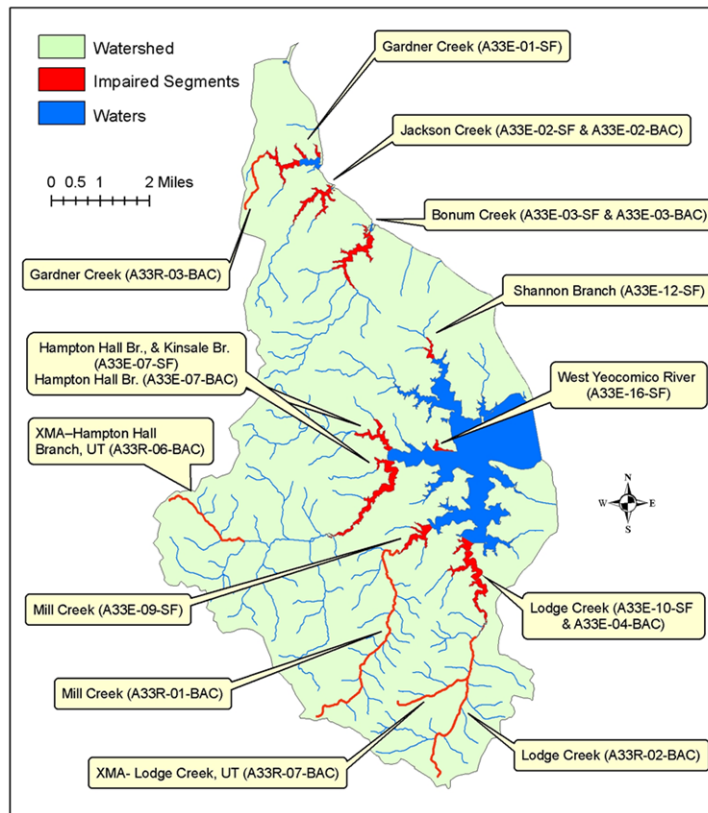 Watershed
Impaired Segments
Waters
0 0.5 1 2 Miles
Gardner Creek (A33E-01-SF)
Jackson Creek (A33E-02-SF & A33E-02-BAC)
Bonum Creek (A33E-03-SF & A33E-03-BAC)
Gardner Creek (A33R-03-BAC)
Shannon Branch (A33E-12-SF)
Hampton Hall Br., & Kinsale Br.
(A33E-07-SF)
Hampton Hall Br. (A33E-07-BAC)
West Yeocomico River
(A33E-16-SF)
XMA–Hampton Hall
Branch, UT (A33R-06-BAC)
N
W E
S
Mill Creek (A33E-09-SF)
Lodge Creek (A33E-10-SF
& A33E-04-BAC)
Mill Creek (A33R-01-BAC)
Lodge Creek (A33R-02-BAC)
XMA- Lodge Creek, UT (A33R-07-BAC)